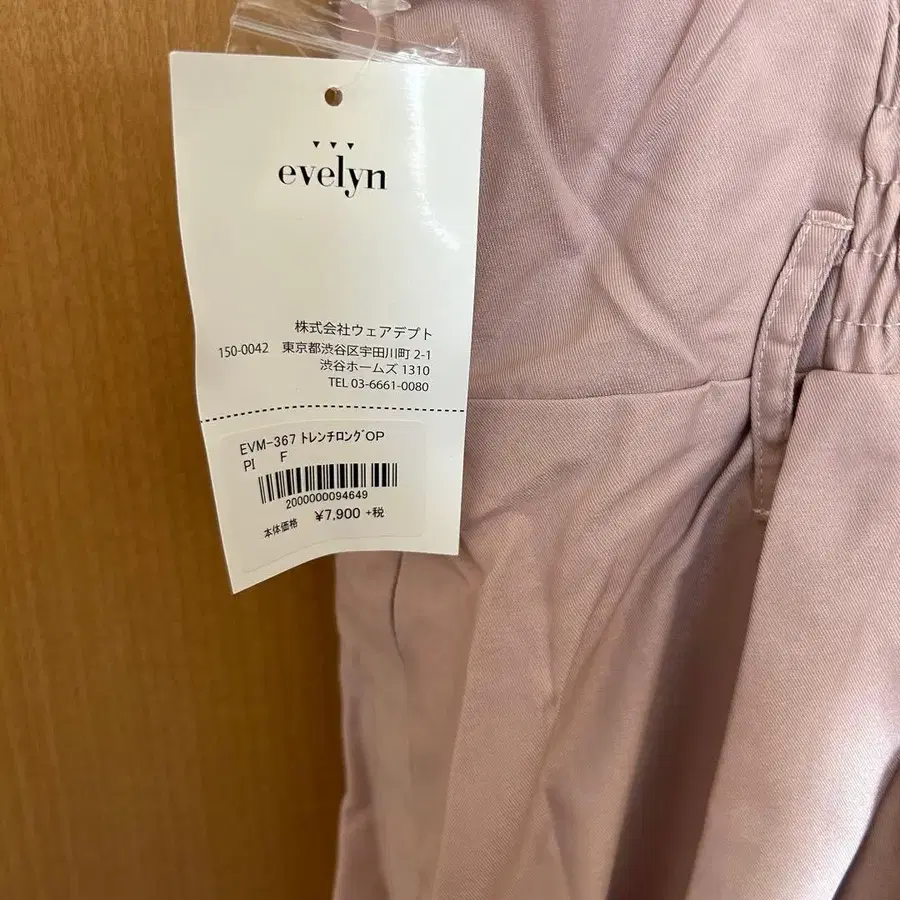 evelyn
株式会社ウェアデプト
150-0042 東京都渋谷区宇田川町 2-1
渋谷ホームズ 1310
TEL 03-6661-0080
EVM-367 ﾄﾚﾝﾁﾛﾝｸﾞOP
PI F
2000000094649
本体価格 ¥7,900 +税